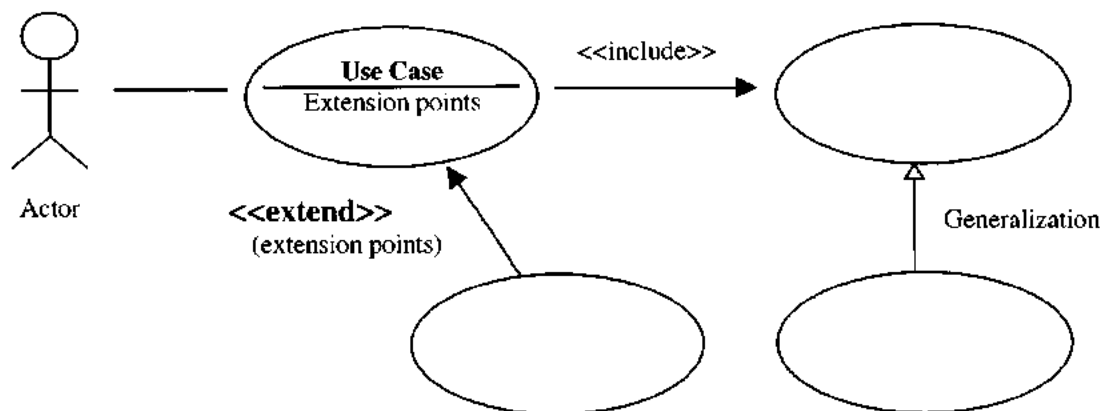 <<include>>
Use Case
Extension points
Actor
<<extend>>
(extension points)
Generalization